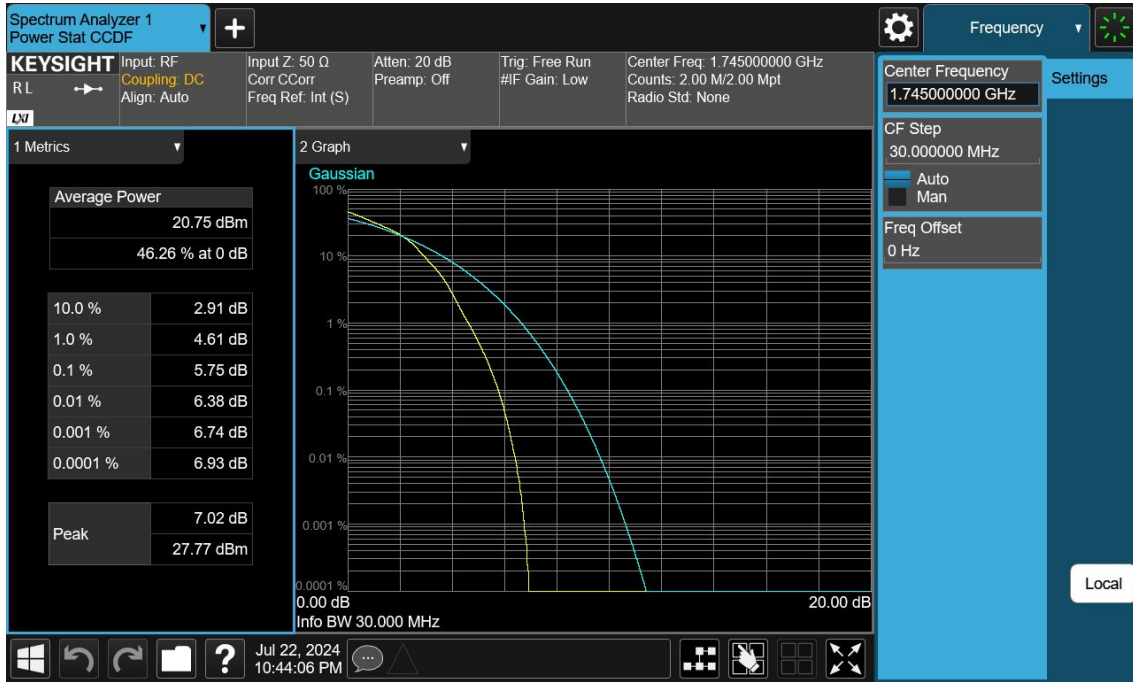 Spectrum Analyzer 1
Power Stat CCDF
Frequency
KEYSIGHT
R L
LXI
Input: RF
Coupling: DC
Align: Auto
Input Z: 50 Ω
Corr CCorr
Freq Ref: Int (S)
Atten: 20 dB
Preamp: Off
Trig: Free Run
#IF Gain: Low
Center Freq: 1.745000000 GHz
Counts: 2.00 M/2.00 Mpt
Radio Std: None
Center Frequency
1.745000000 GHz
Settings
CF Step
30.000000 MHz
Auto
Man
Freq Offset
0 Hz
1 Metrics
Average Power
20.75 dBm
46.26 % at 0 dB
10.0 % 2.91 dB
1.0 % 4.61 dB
0.1 % 5.75 dB
0.01 % 6.38 dB
0.001 % 6.74 dB
0.0001 % 6.93 dB
Peak
7.02 dB
27.77 dBm
2 Graph
Gaussian
100 %
10 %
1 %
0.1 %
0.01 %
0.001 %
0.0001 %
0.00 dB 20.00 dB
Info BW 30.000 MHz
Local
?
Jul 22, 2024
10:44:06 PM